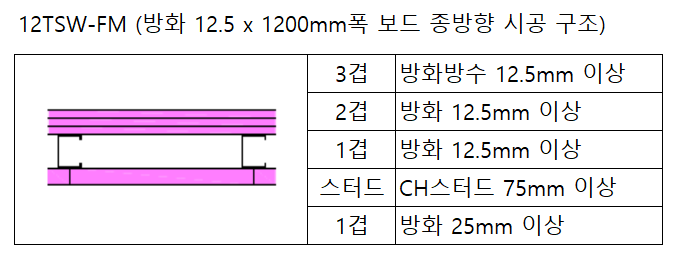 12TSW-FM (방화 12.5 x 1200mm폭 보드 종방향 시공 구조)
3겹 방화방수 12.5mm 이상
2겹 방화 12.5mm 이상
1겹 방화 12.5mm 이상
스터드 CH스터드 75mm 이상
1겹 방화 25mm 이상